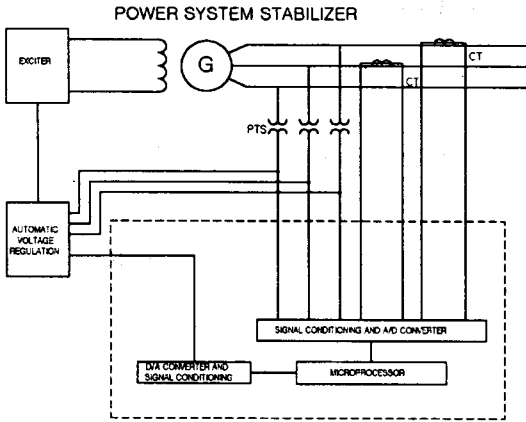 POWER SYSTEM STABILIZER
EXCITER
G
CT
CT
PTS
AUTOMATIC
VOLTAGE
REGULATION
SIGNAL CONDITIONING AND A/D CONVERTER
D/A CONVERTER AND
SIGNAL CONDITIONING
MICROPROCESSOR